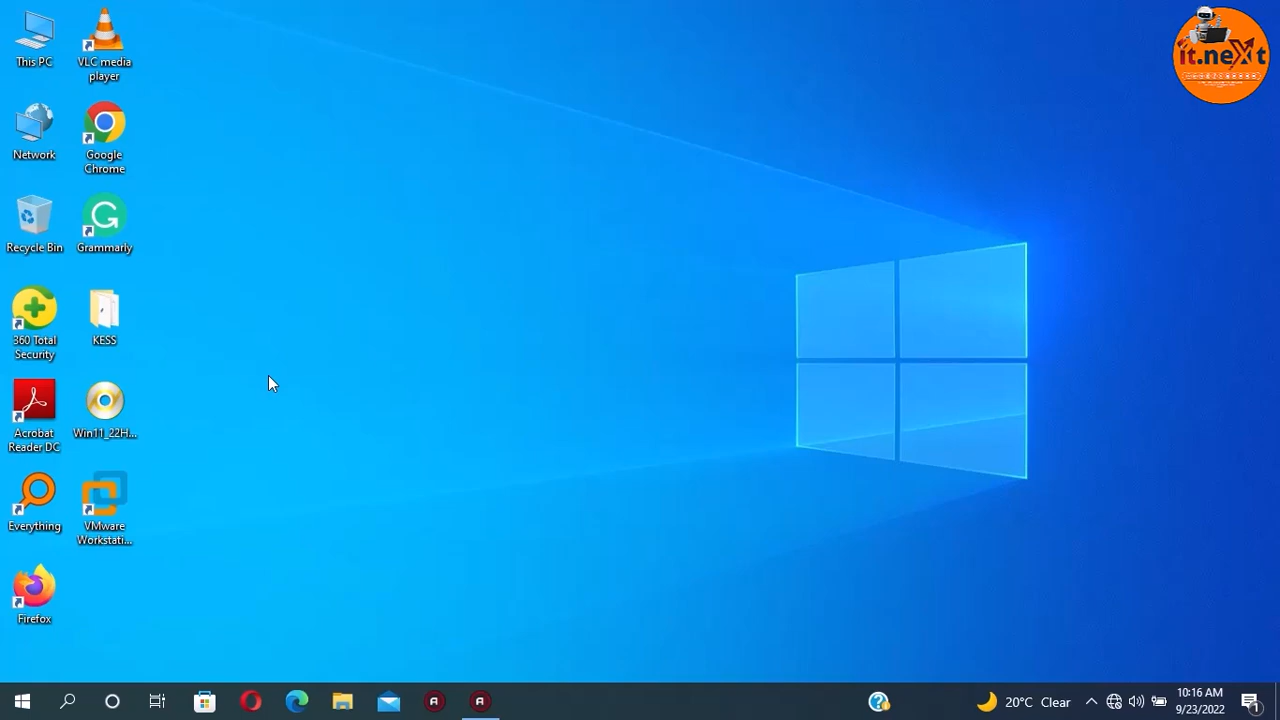 This PC
VLC media
player
Network
Google
Chrome
Recycle Bin
Grammarly
360 Total
Security
KESS
Acrobat
Reader DC
Win11_22H...
Everything
VMware
Workstati...
Firefox
it.neXt
20°C Clear
10:16 AM
9/23/2022
1